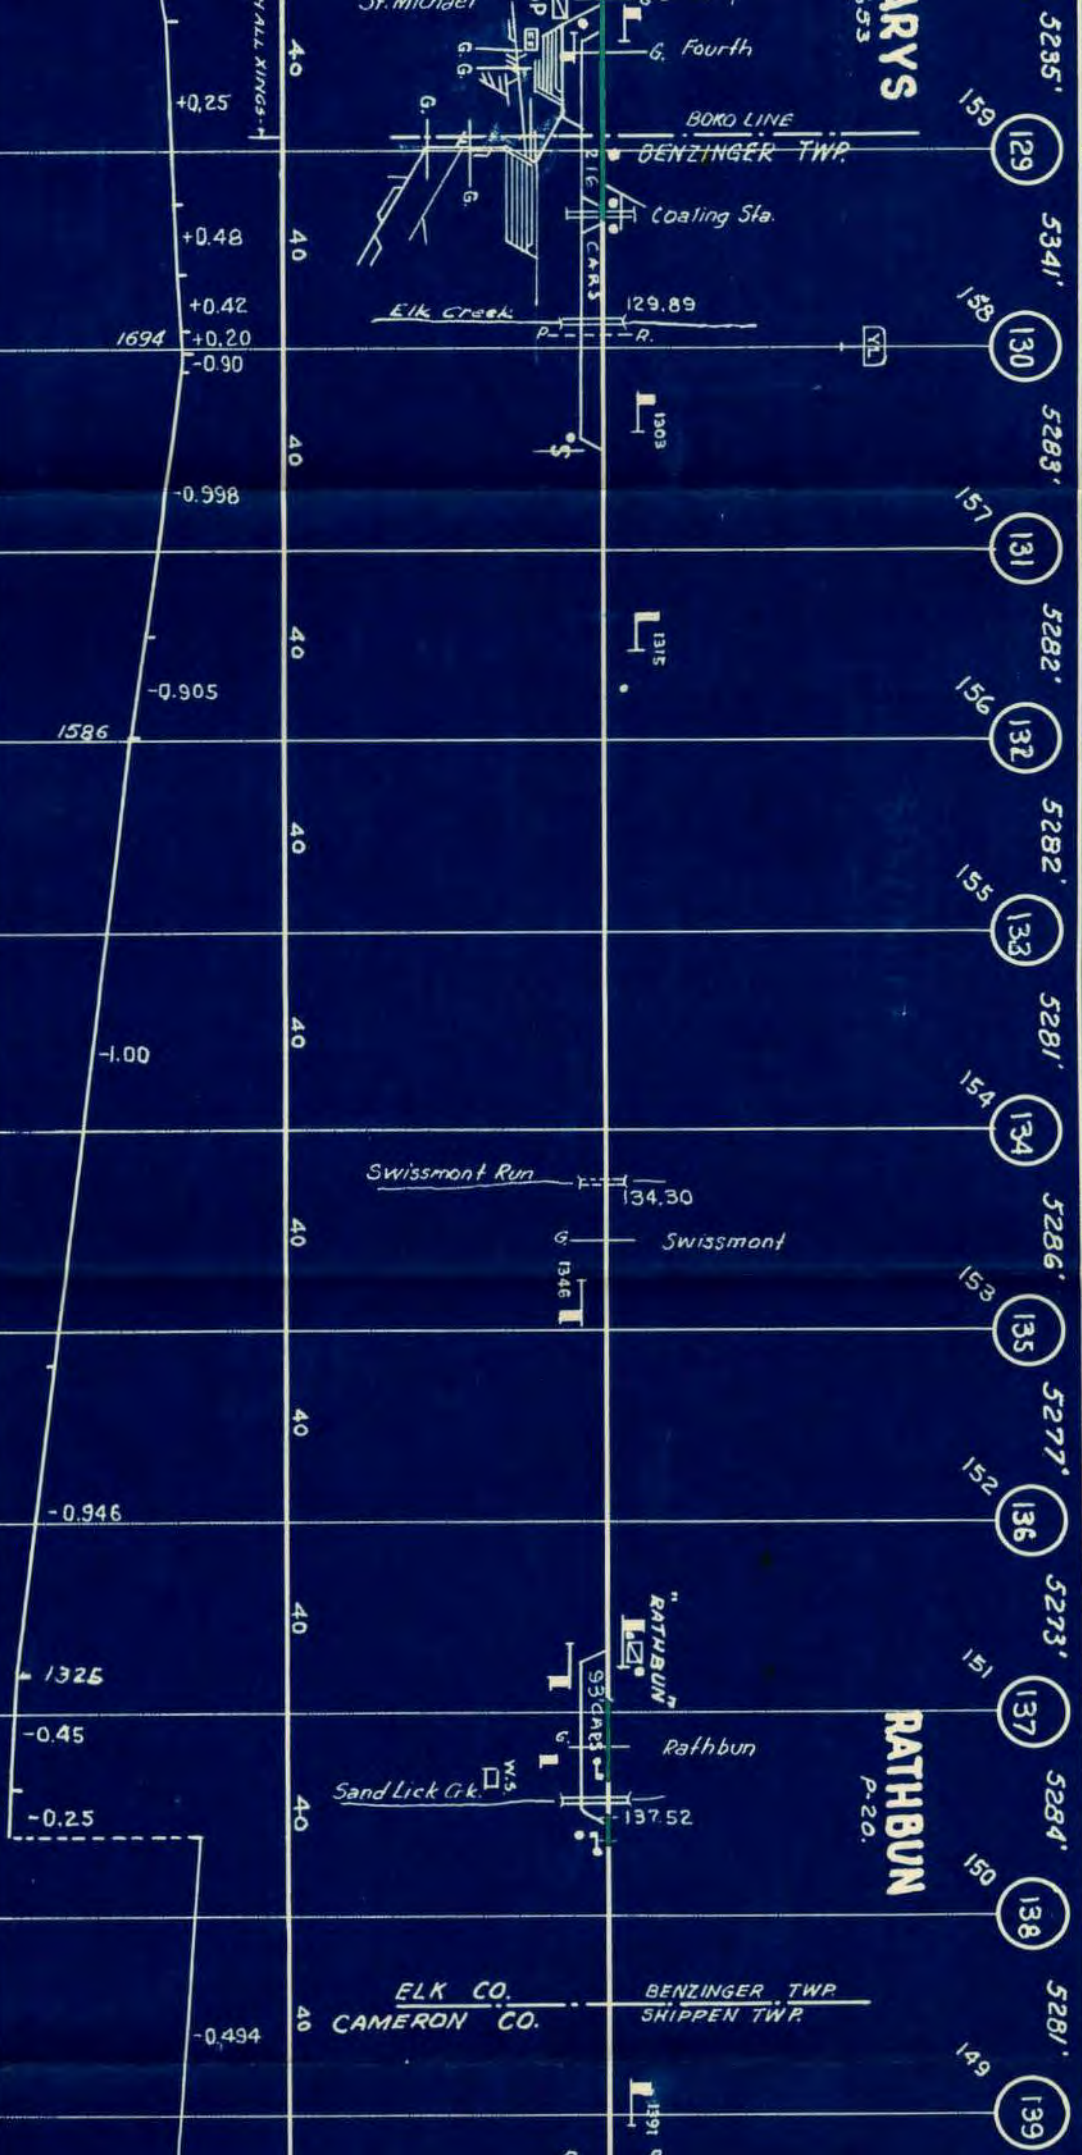 St. Michael
ARYS
653
5235'
YALL XINGS.
40
G.
G.
G. Fourth
+0.25
159
129
BORO LINE
BENZINGER TWP.
G.
G.
216 CARS
Coaling Sta.
+0.48
40
5341'
+0.42
Elk Creek
129.89
158
1694
+0.20
P
R.
YL
130
-0.90
1303
5283'
40
S
-0.998
157
131
1315
5282'
40
-0.905
156
1586
132
40
5282'
155
133
40
5281'
-1.00
154
134
Swissmont Run
134.30
40
G.
Swissmont
5286'
1346
153
135
40
5277'
-0.946
152
136
40
"RATHBUN"
5273'
1326
93 CARS
151
137
-0.45
G.
Rathbun
RATHBUN
P-20.
W.S.
Sand Lick Crk.
137.52
5284'
40
-0.25
150
138
ELK CO.
BENZINGER TWP.
CAMERON CO.
SHIPPEN TWP.
5281'
40
-0.494
149
1391
139